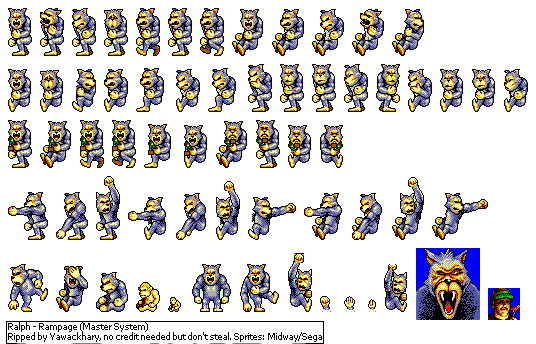 Ralph - Rampage (Master System)
Ripped by Yawackhary, no credit needed but don't steal. Sprites: Midway/Sega